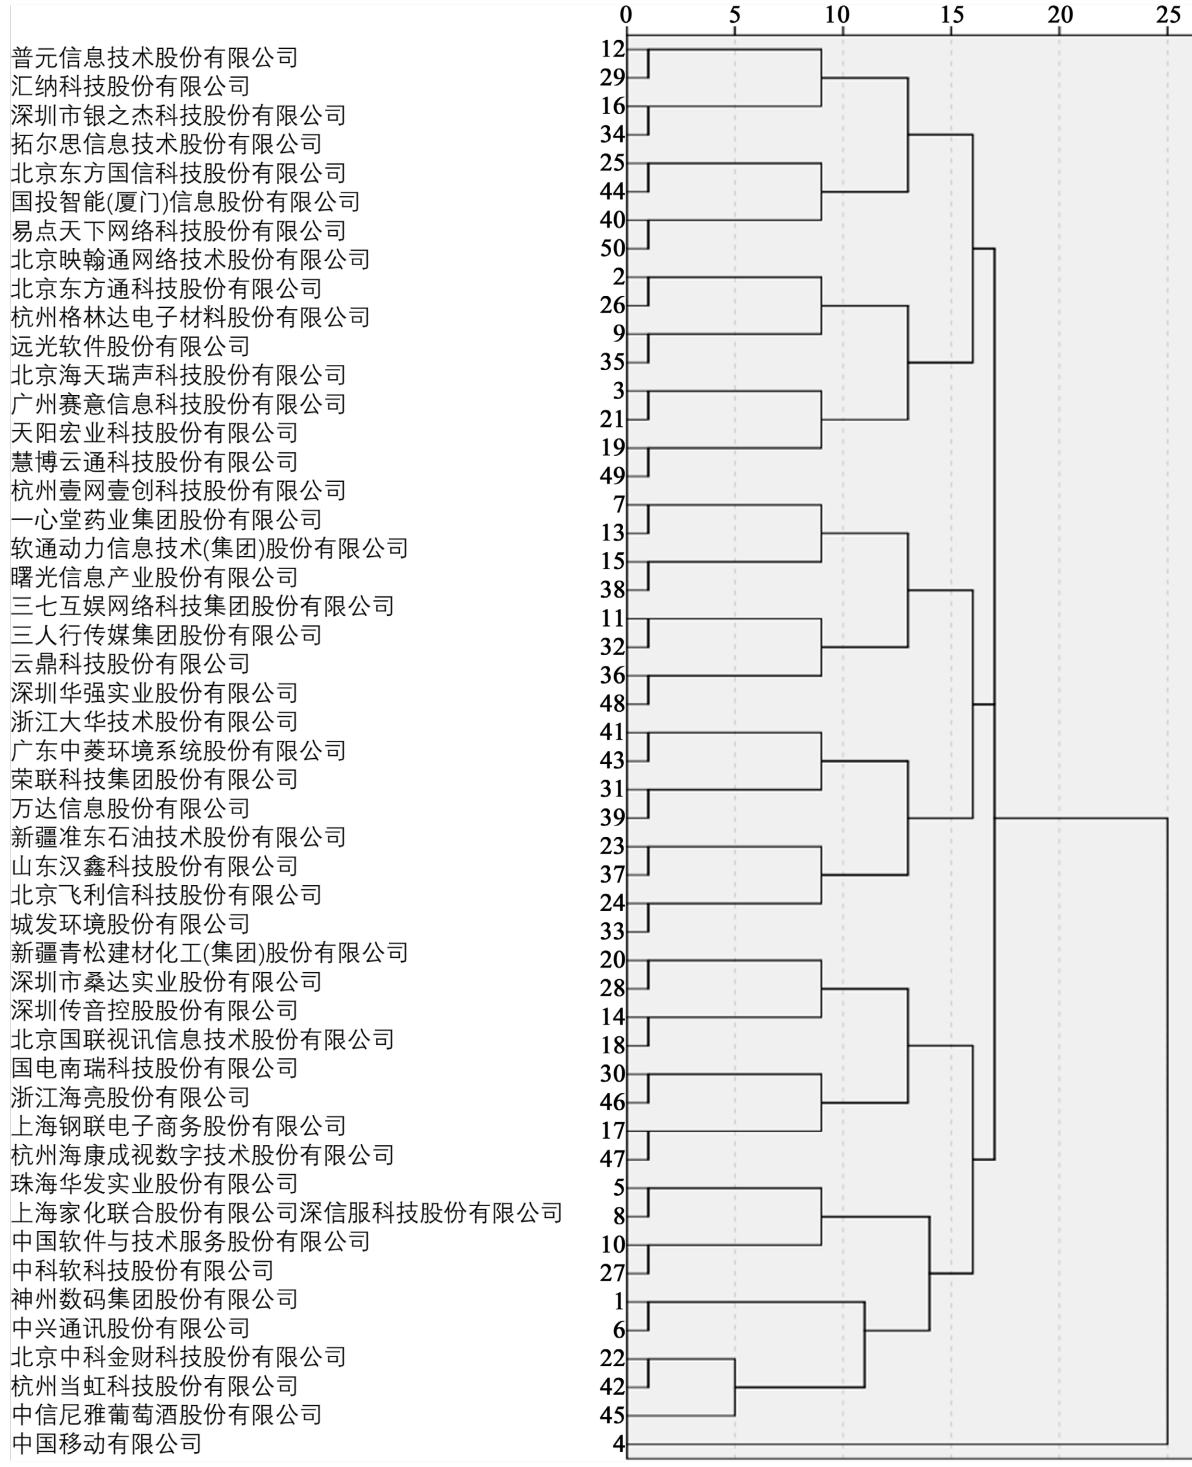 0 5 10 15 20 25
普元信息技术股份有限公司 12
汇纳科技股份有限公司 29
深圳市银之杰科技股份有限公司 16
拓尔思信息技术股份有限公司 34
北京东方国信科技股份有限公司 25
国投智能(厦门)信息股份有限公司 44
易点天下网络科技股份有限公司 40
北京映翰通网络技术股份有限公司 50
北京东方通科技股份有限公司 2
杭州格林达电子材料股份有限公司 26
远光软件股份有限公司 9
北京海天瑞声科技股份有限公司 35
广州赛意信息科技股份有限公司 3
天阳宏业科技股份有限公司 21
慧博云通科技股份有限公司 19
杭州壹网壹创科技股份有限公司 49
一心堂药业集团股份有限公司 7
软通动力信息技术(集团)股份有限公司 13
曙光信息产业股份有限公司 15
三七互娱网络科技集团股份有限公司 38
三人行传媒集团股份有限公司 11
云鼎科技股份有限公司 32
深圳华强实业股份有限公司 36
浙江大华技术股份有限公司 48
广东中菱环境系统股份有限公司 41
荣联科技集团股份有限公司 43
万达信息股份有限公司 31
新疆准东石油技术股份有限公司 39
山东汉鑫科技股份有限公司 23
北京飞利信科技股份有限公司 37
城发环境股份有限公司 24
新疆青松建材化工(集团)股份有限公司 33
深圳市桑达实业股份有限公司 20
深圳传音控股股份有限公司 28
北京国联视讯信息技术股份有限公司 14
国电南瑞科技股份有限公司 18
浙江海亮股份有限公司 30
上海钢联电子商务股份有限公司 46
杭州海康成视数字技术股份有限公司 17
珠海华发实业股份有限公司 47
上海家化联合股份有限公司深信服科技股份有限公司 5
中国软件与技术服务股份有限公司 8
中科软科技股份有限公司 10
神州数码集团股份有限公司 27
中兴通讯股份有限公司 1
北京中科金财科技股份有限公司 6
杭州当虹科技股份有限公司 22
中信尼雅葡萄酒股份有限公司 42
中国移动有限公司 45
4